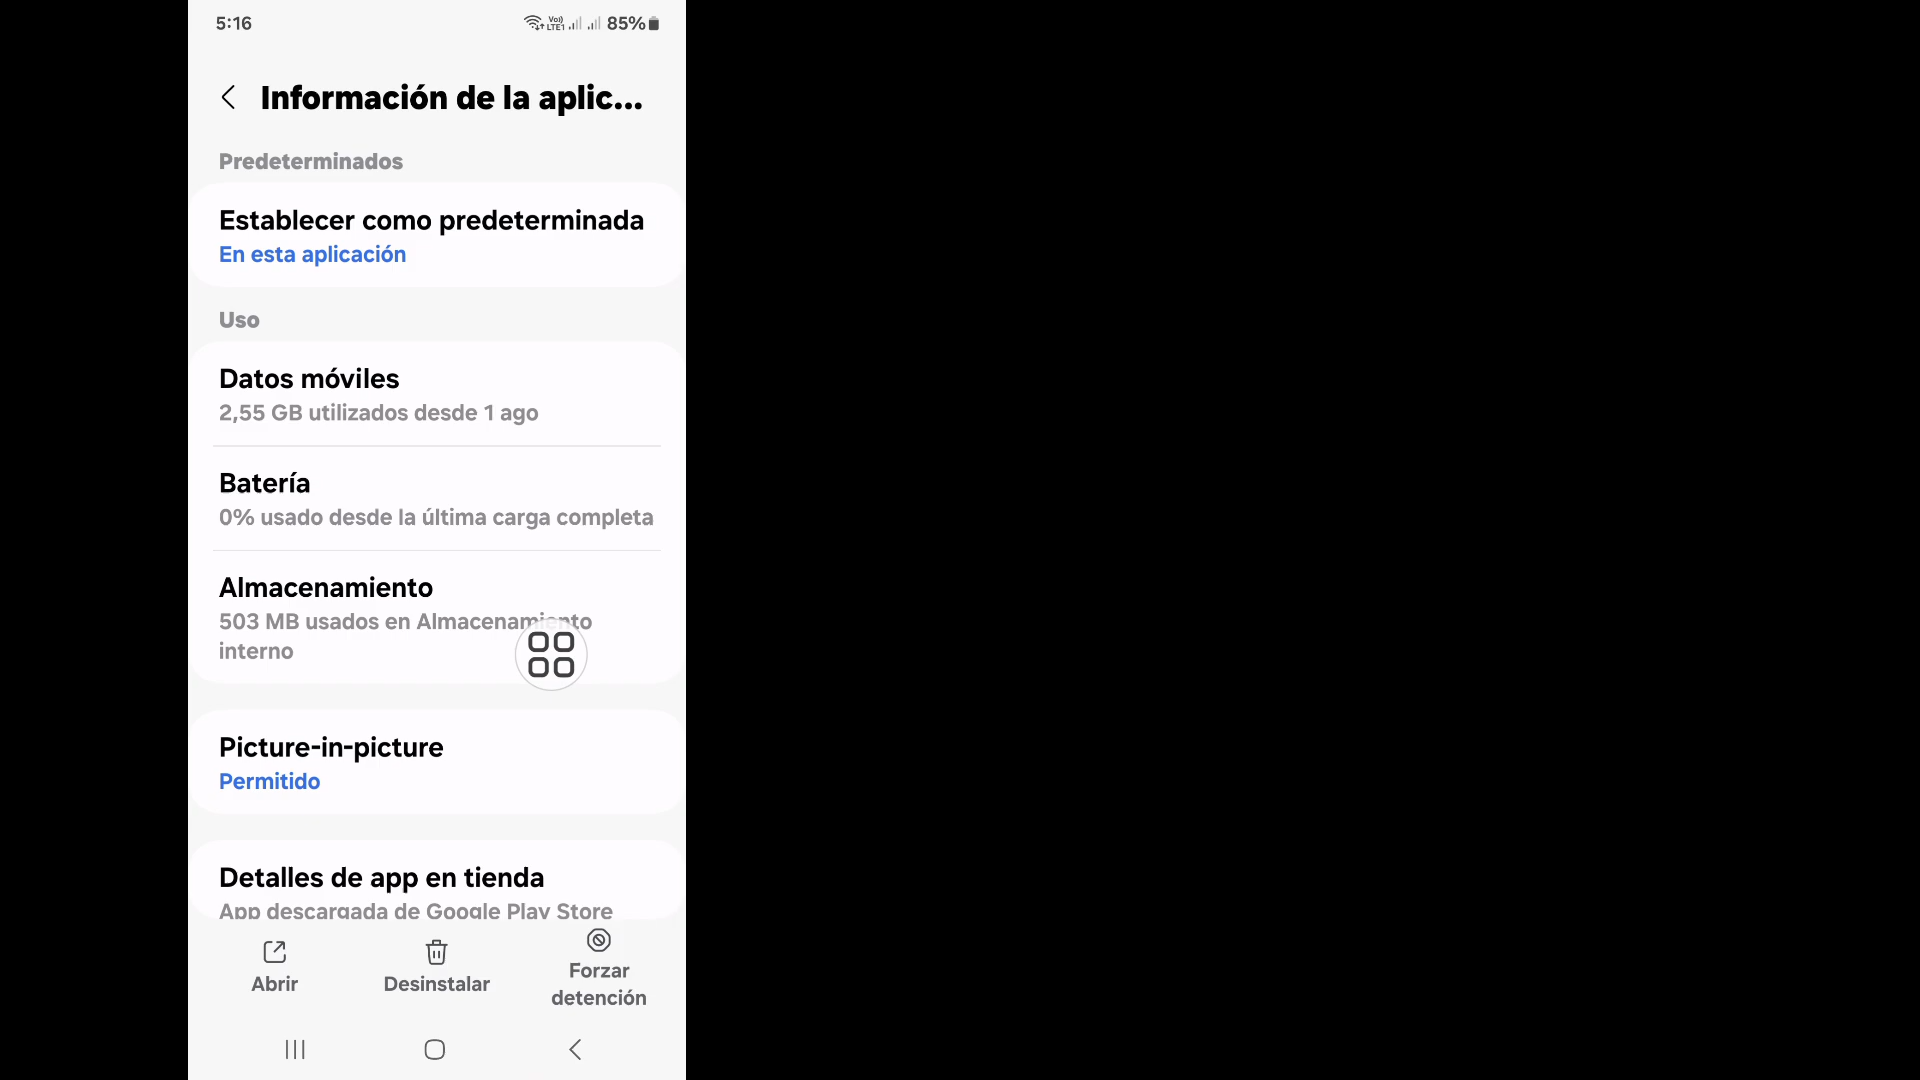 5:16
Vo)) LTE1 85%
Información de la aplic...
Predeterminados
Establecer como predeterminada
En esta aplicación
Uso
Datos móviles
2,55 GB utilizados desde 1 ago
Batería
0% usado desde la última carga completa
Almacenamiento
503 MB usados en Almacenamiento
interno
Picture-in-picture
Permitido
Detalles de app en tienda
App descargada de Google Play Store
Abrir
Desinstalar
Forzar
detención